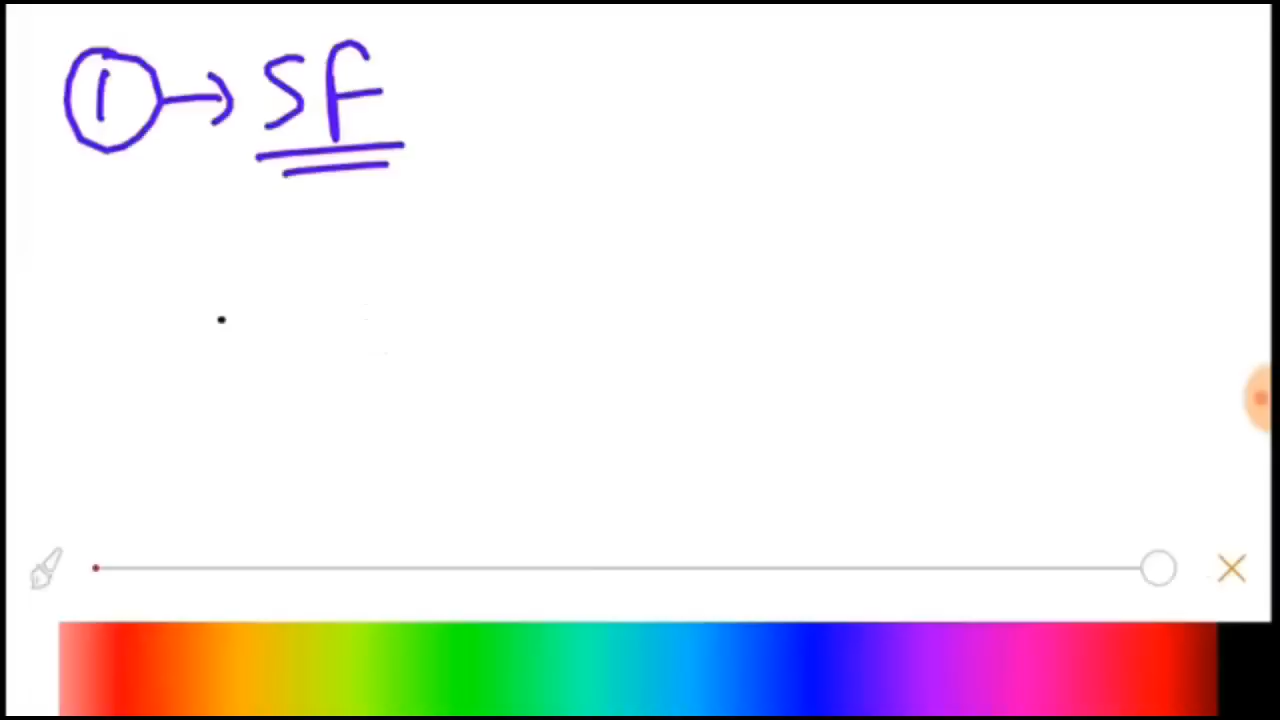 ① → SF